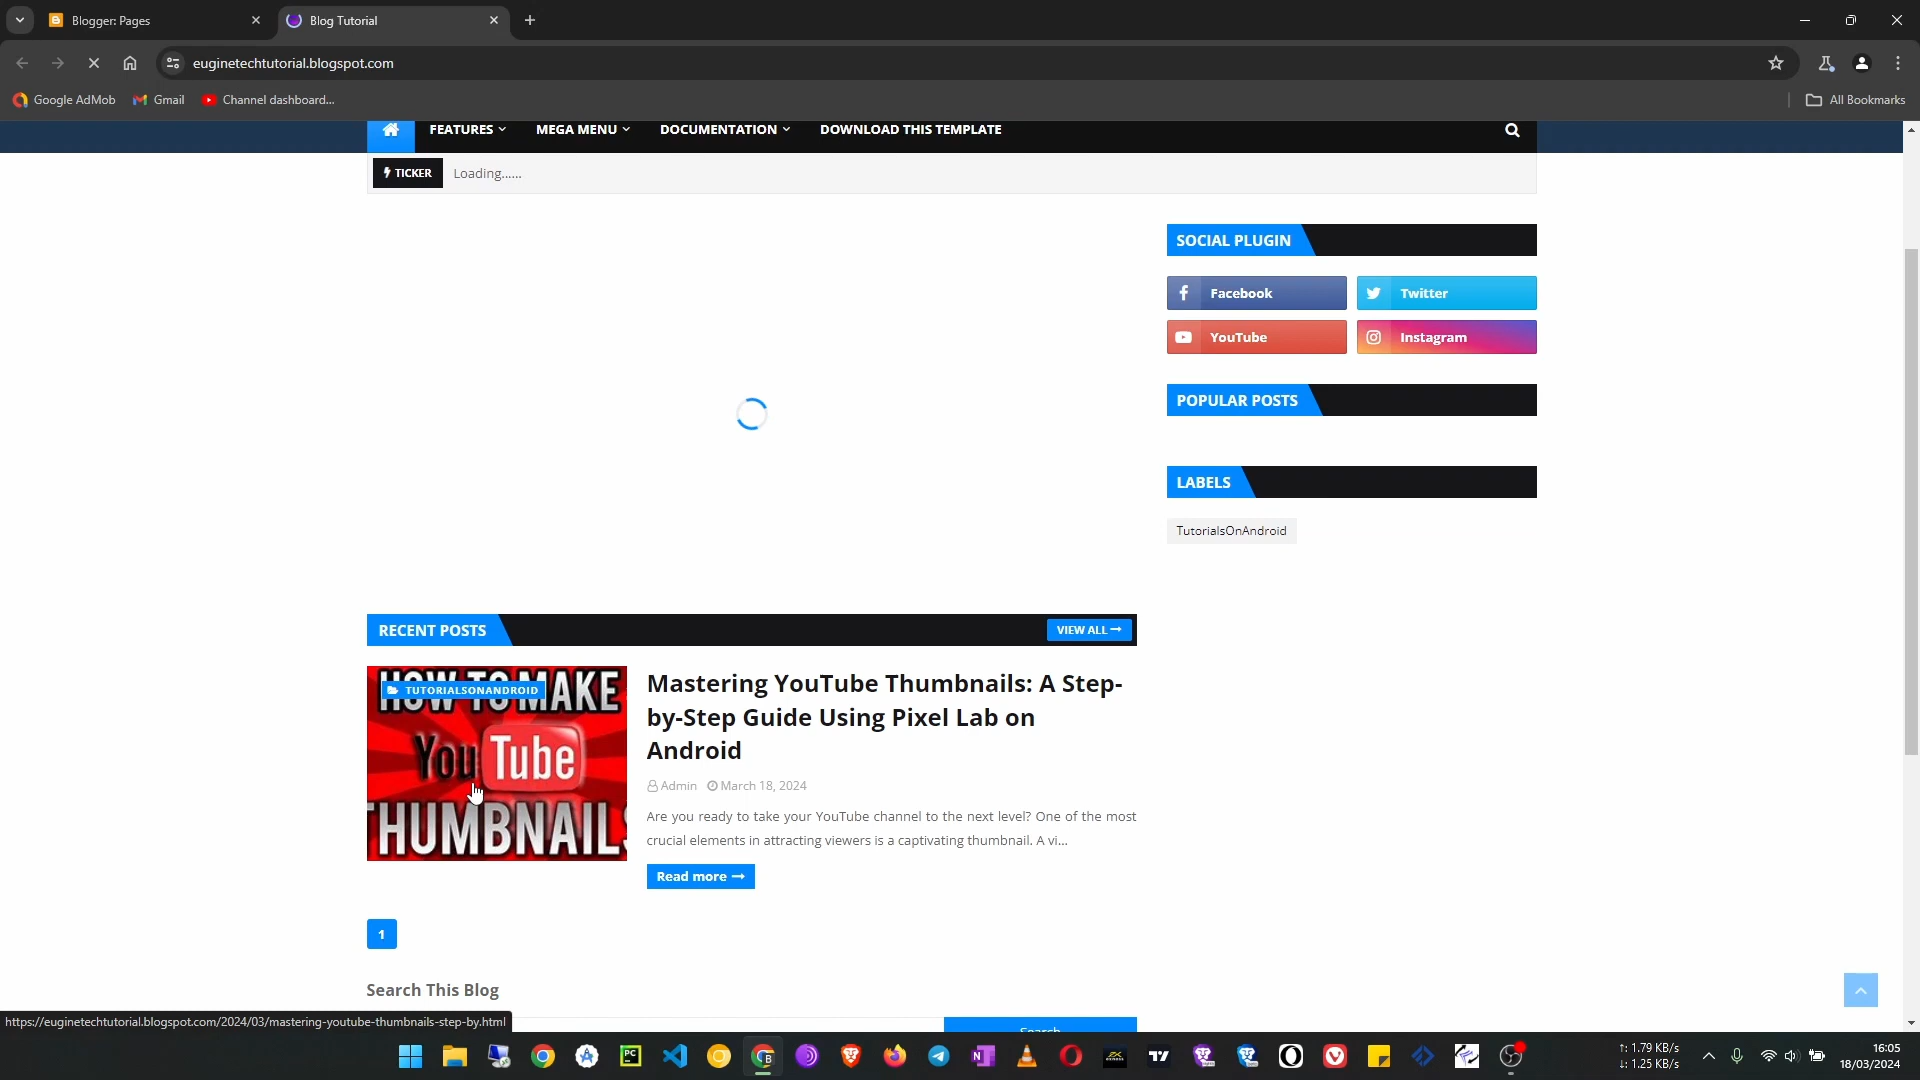 Blogger: Pages
Blog Tutorial
euginetechtutorial.blogspot.com
Google AdMob
Gmail
Channel dashboard...
All Bookmarks
FEATURES
MEGA MENU
DOCUMENTATION
DOWNLOAD THIS TEMPLATE
TICKER
Loading......
SOCIAL PLUGIN
Facebook
Twitter
YouTube
Instagram
POPULAR POSTS
LABELS
TutorialsOnAndroid
RECENT POSTS
VIEW ALL
HOW TO MAKE
TUTORIALSONANDROID
YouTube
THUMBNAILS
Mastering YouTube Thumbnails: A Step-
by-Step Guide Using Pixel Lab on
Android
Admin
March 18, 2024
Are you ready to take your YouTube channel to the next level? One of the most
crucial elements in attracting viewers is a captivating thumbnail. A vi...
Read more
1
Search This Blog
Search
https://euginetechtutorial.blogspot.com/2024/03/mastering-youtube-thumbnails-step-by.html
↑: 1.79 KB/s
↓: 1.25 KB/s
16:05
18/03/2024